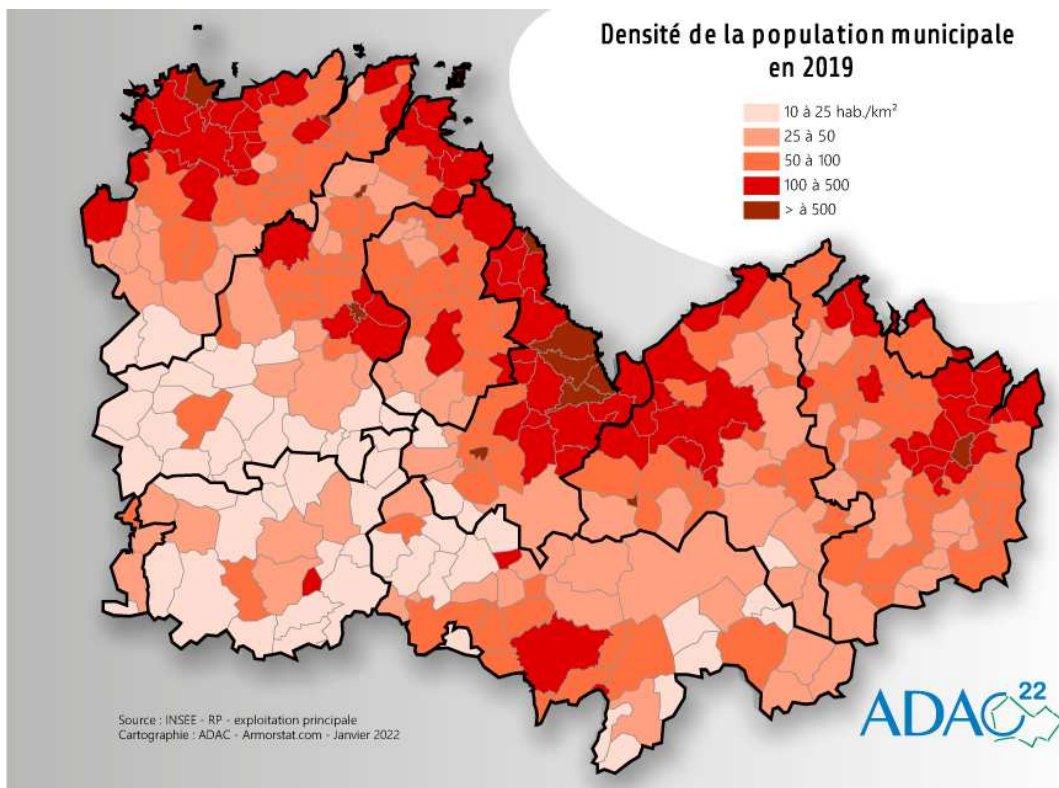 Densité de la population municipale
en 2019
10 à 25 hab./km²
25 à 50
50 à 100
100 à 500
> à 500
Source : INSEE - RP - exploitation principale
Cartographie : ADAC - Armorstat.com - Janvier 2022
ADAC 22